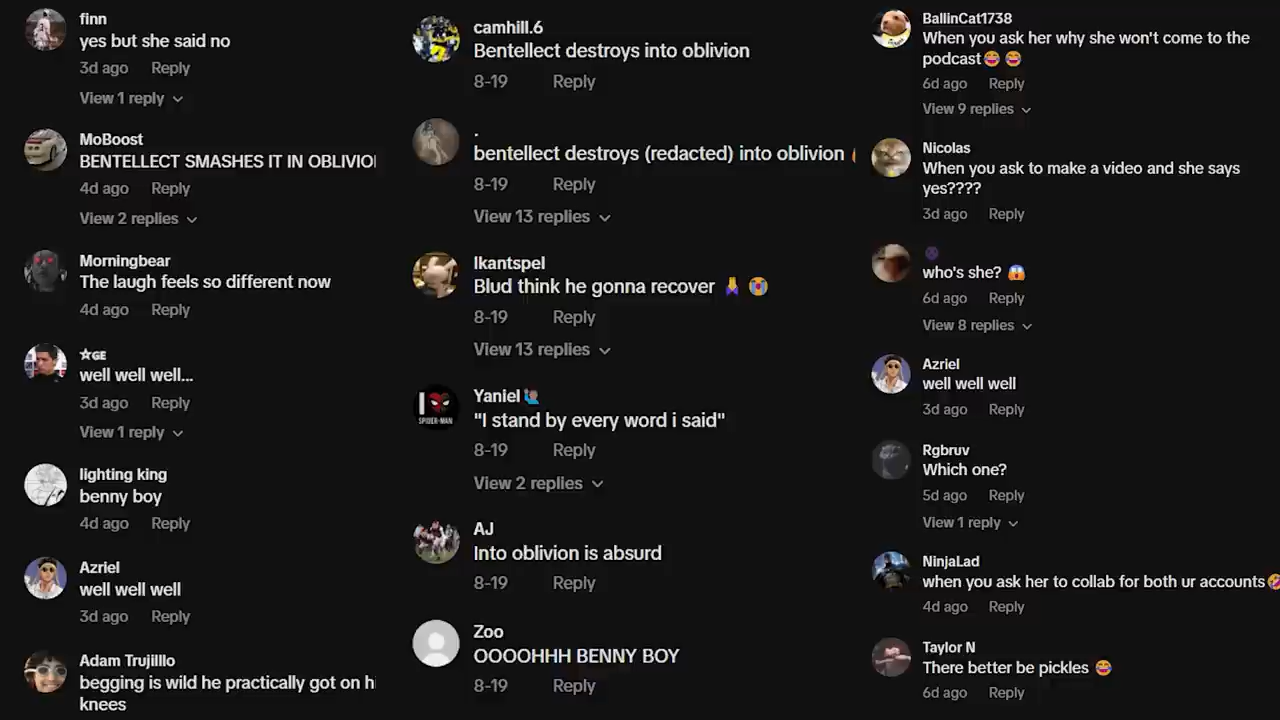 finn
yes but she said no
3d ago Reply
View 1 reply
MoBoost
BENTELLECT SMASHES IT IN OBLIVIO
4d ago Reply
View 2 replies
Morningbear
The laugh feels so different now
4d ago Reply
☆GE
well well well...
3d ago Reply
View 1 reply
lighting king
benny boy
4d ago Reply
Azriel
well well well
3d ago Reply
Adam Trujilllo
begging is wild he practically got on hi
knees
camhill.6
Bentellect destroys into oblivion
8-19 Reply
.
bentellect destroys (redacted) into oblivion
8-19 Reply
View 13 replies
Ikantspel
Blud think he gonna recover 🙏 😭
8-19 Reply
View 13 replies
I
SPIDER-MAN
Yaniel🙋🏽‍♂️
"I stand by every word i said"
8-19 Reply
View 2 replies
AJ
Into oblivion is absurd
8-19 Reply
Zoo
OOOOHHH BENNY BOY
8-19 Reply
BallinCat1738
When you ask her why she won't come to the
podcast😂 😂
6d ago Reply
View 9 replies
Nicolas
When you ask to make a video and she says
yes????
3d ago Reply
who's she? 😱
6d ago Reply
View 8 replies
Azriel
well well well
3d ago Reply
Rgbruv
Which one?
5d ago Reply
View 1 reply
NinjaLad
when you ask her to collab for both ur accounts🤣
4d ago Reply
Taylor N
There better be pickles 😂
6d ago Reply